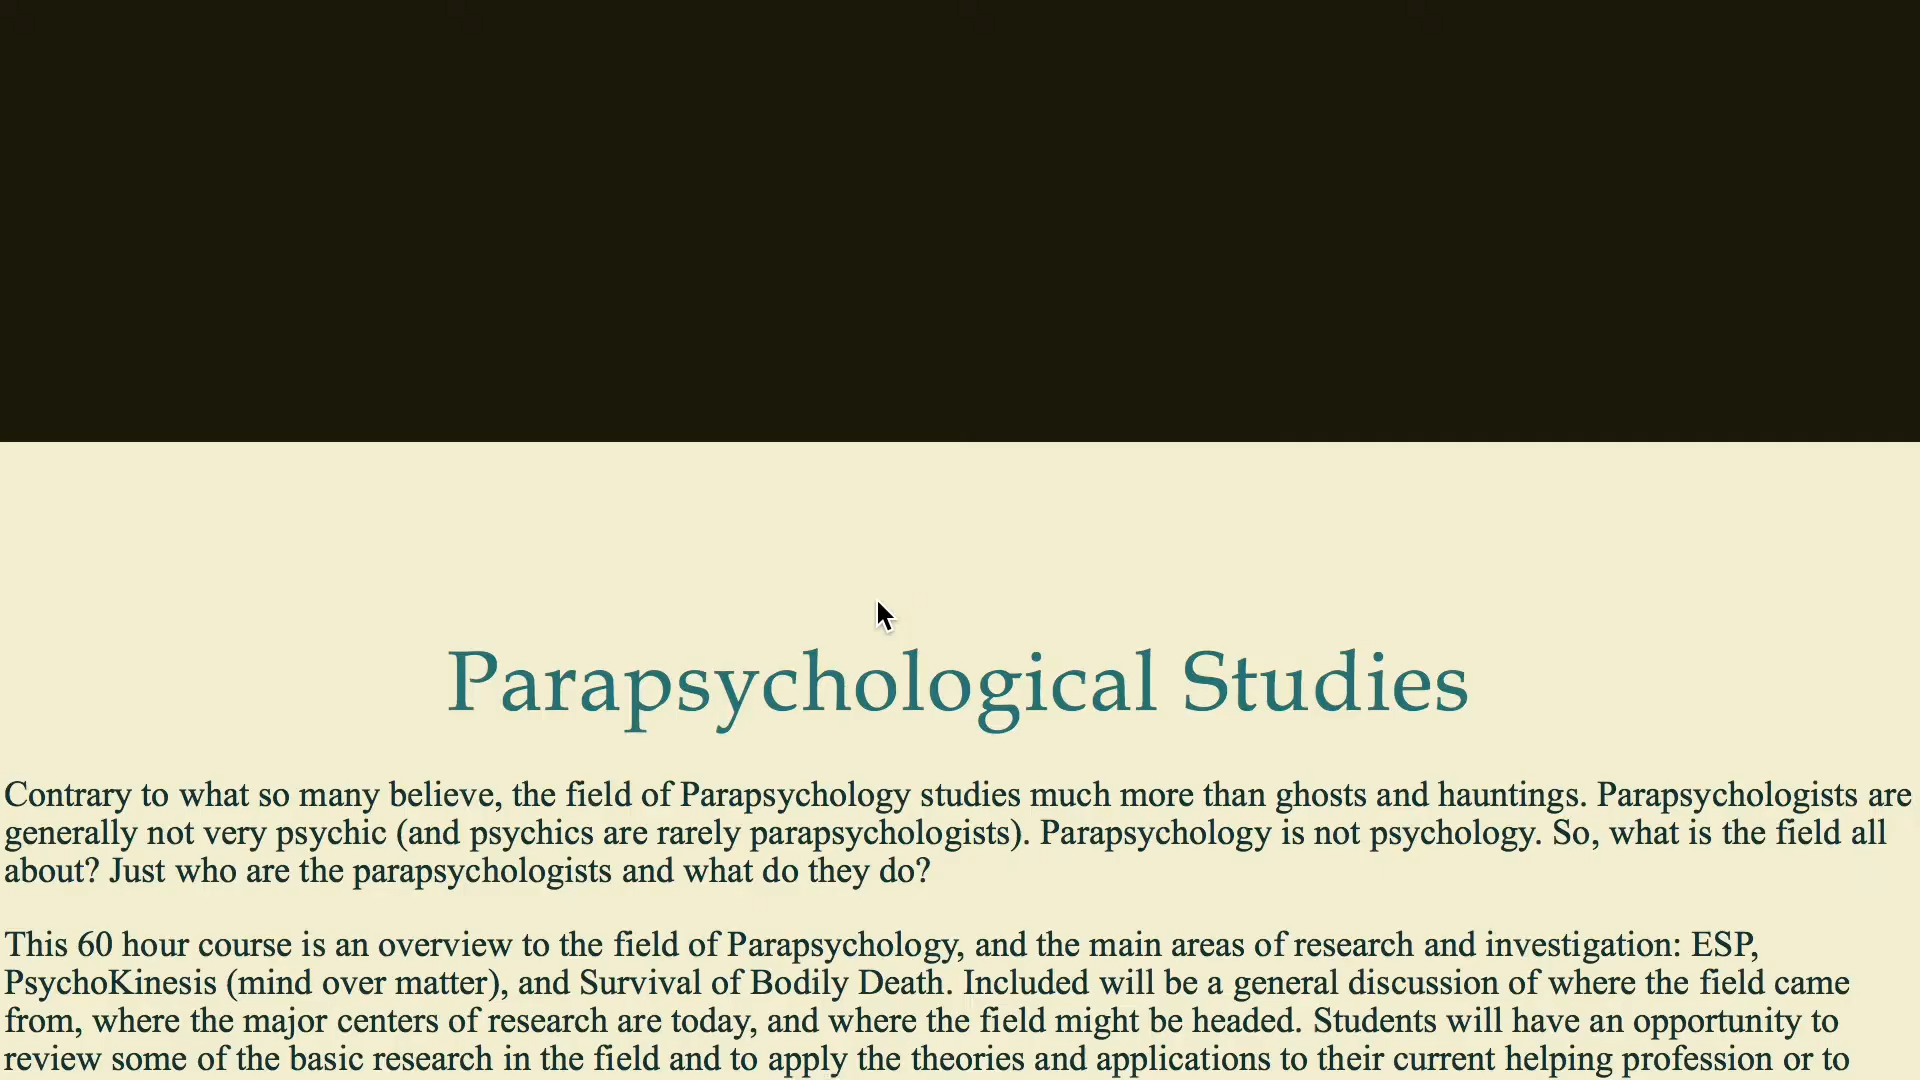 Parapsychological Studies
Contrary to what so many believe, the field of Parapsychology studies much more than ghosts and hauntings. Parapsychologists are
generally not very psychic (and psychics are rarely parapsychologists). Parapsychology is not psychology. So, what is the field all
about? Just who are the parapsychologists and what do they do?
This 60 hour course is an overview to the field of Parapsychology, and the main areas of research and investigation: ESP,
PsychoKinesis (mind over matter), and Survival of Bodily Death. Included will be a general discussion of where the field came
from, where the major centers of research are today, and where the field might be headed. Students will have an opportunity to
review some of the basic research in the field and to apply the theories and applications to their current helping profession or to